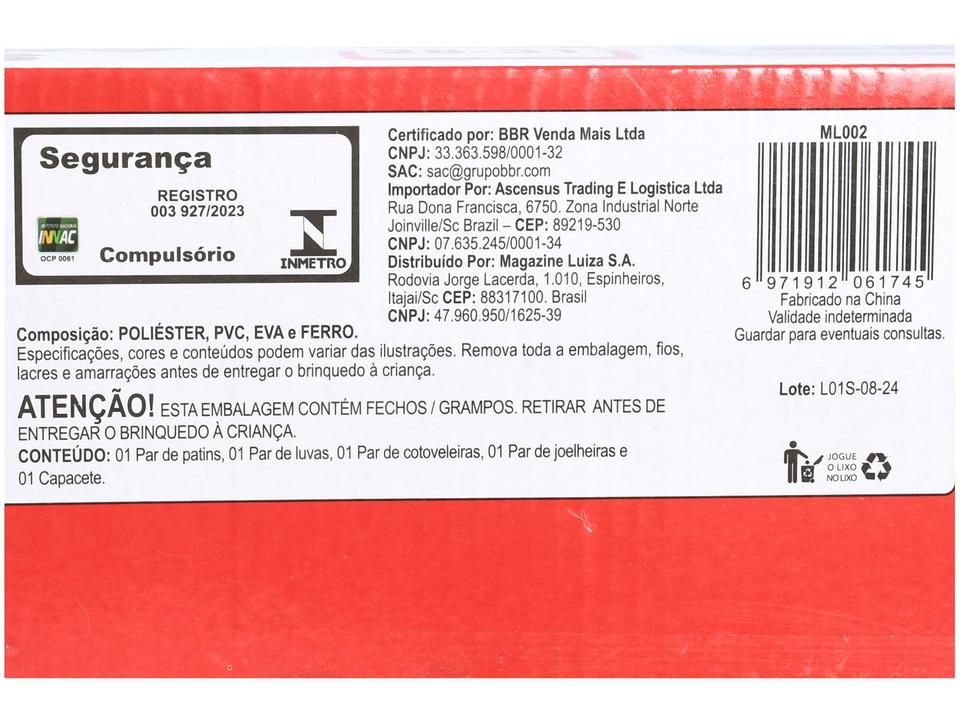 Segurança
REGISTRO
003 927/2023
INNAC
OCP 0061
Compulsório
INMETRO
Certificado por: BBR Venda Mais Ltda
CNPJ: 33.363.598/0001-32
SAC: sac@grupobbr.com
Importador Por: Ascensus Trading E Logistica Ltda
Rua Dona Francisca, 6750. Zona Industrial Norte
Joinville/Sc Brazil – CEP: 89219-530
CNPJ: 07.635.245/0001-34
Distribuído Por: Magazine Luiza S.A.
Rodovia Jorge Lacerda, 1.010, Espinheiros,
Itajai/Sc CEP: 88317100. Brasil
CNPJ: 47.960.950/1625-39
ML002
6 971912 061745
Fabricado na China
Validade indeterminada
Guardar para eventuais consultas.
Lote: L01S-08-24
Composição: POLIÉSTER, PVC, EVA e FERRO.
Especificações, cores e conteúdos podem variar das ilustrações. Remova toda a embalagem, fios,
lacres e amarrações antes de entregar o brinquedo à criança.
ATENÇÃO! ESTA EMBALAGEM CONTÉM FECHOS / GRAMPOS. RETIRAR ANTES DE
ENTREGAR O BRINQUEDO À CRIANÇA.
CONTEÚDO: 01 Par de patins, 01 Par de luvas, 01 Par de cotoveleiras, 01 Par de joelheiras e
01 Capacete.
JOGUE
O LIXO
NO LIXO